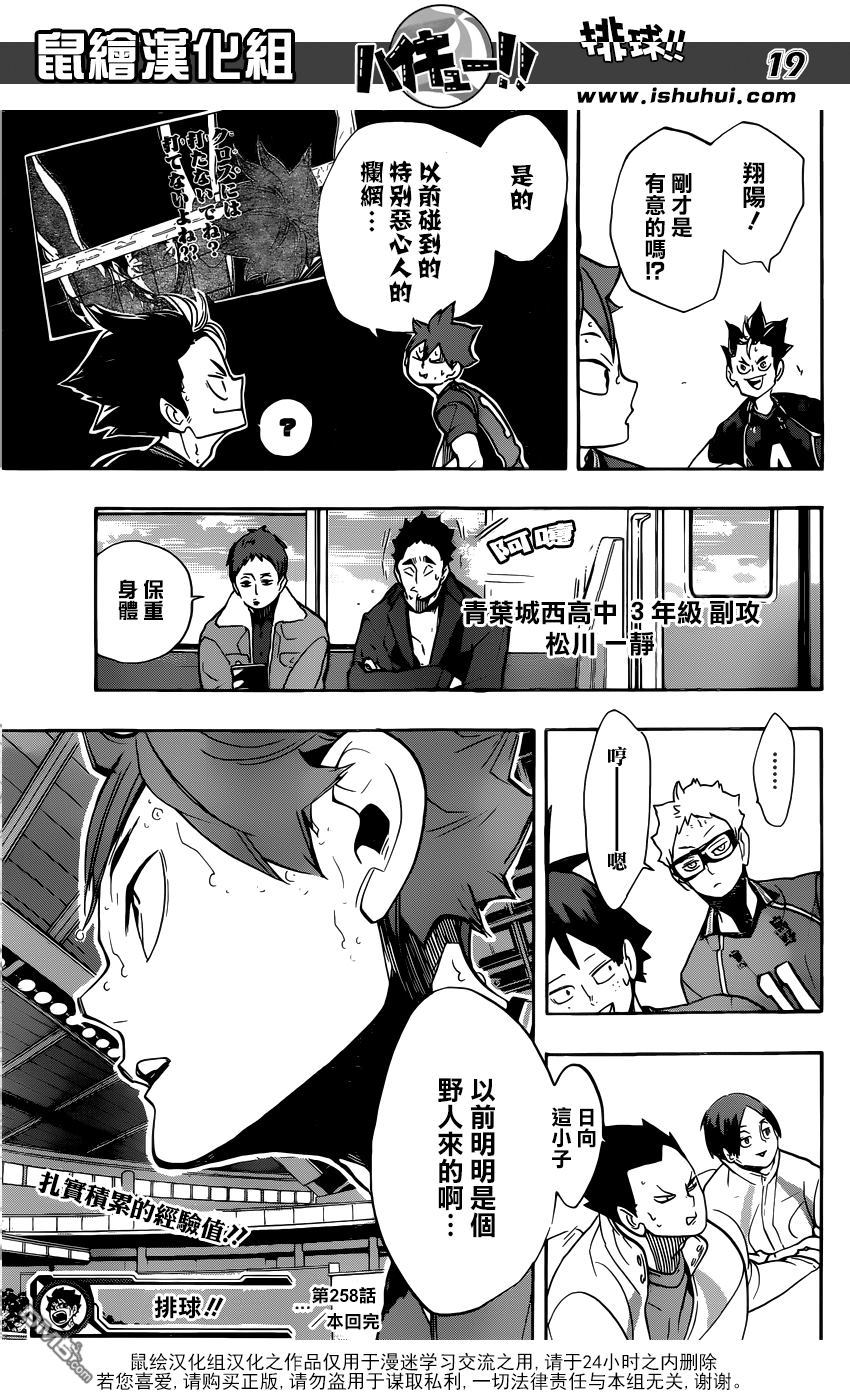 鼠繪漢化組
ハイキュー!!
排球!!
19
www.ishuhui.com
翔陽!
剛才是
有意的嗎!?
是的
以前碰到的
特別惡心人的
攔網…
クロスには
打たないでね?
打てないよね??
?
阿嚏
保重
身體
青葉城西高中 3年級 副攻
松川 一靜
……
哼——嗯
日向
這小子
以前明明是個
野人來的啊…
扎實積累的經驗值!!
排球!!
…第258話
／本回完
鼠绘汉化组汉化之作品仅用于漫迷学习交流之用, 请于24小时之内删除
若您喜爱, 请购买正版, 请勿盗用于谋取私利, 一切法律责任与本组无关, 谢谢。